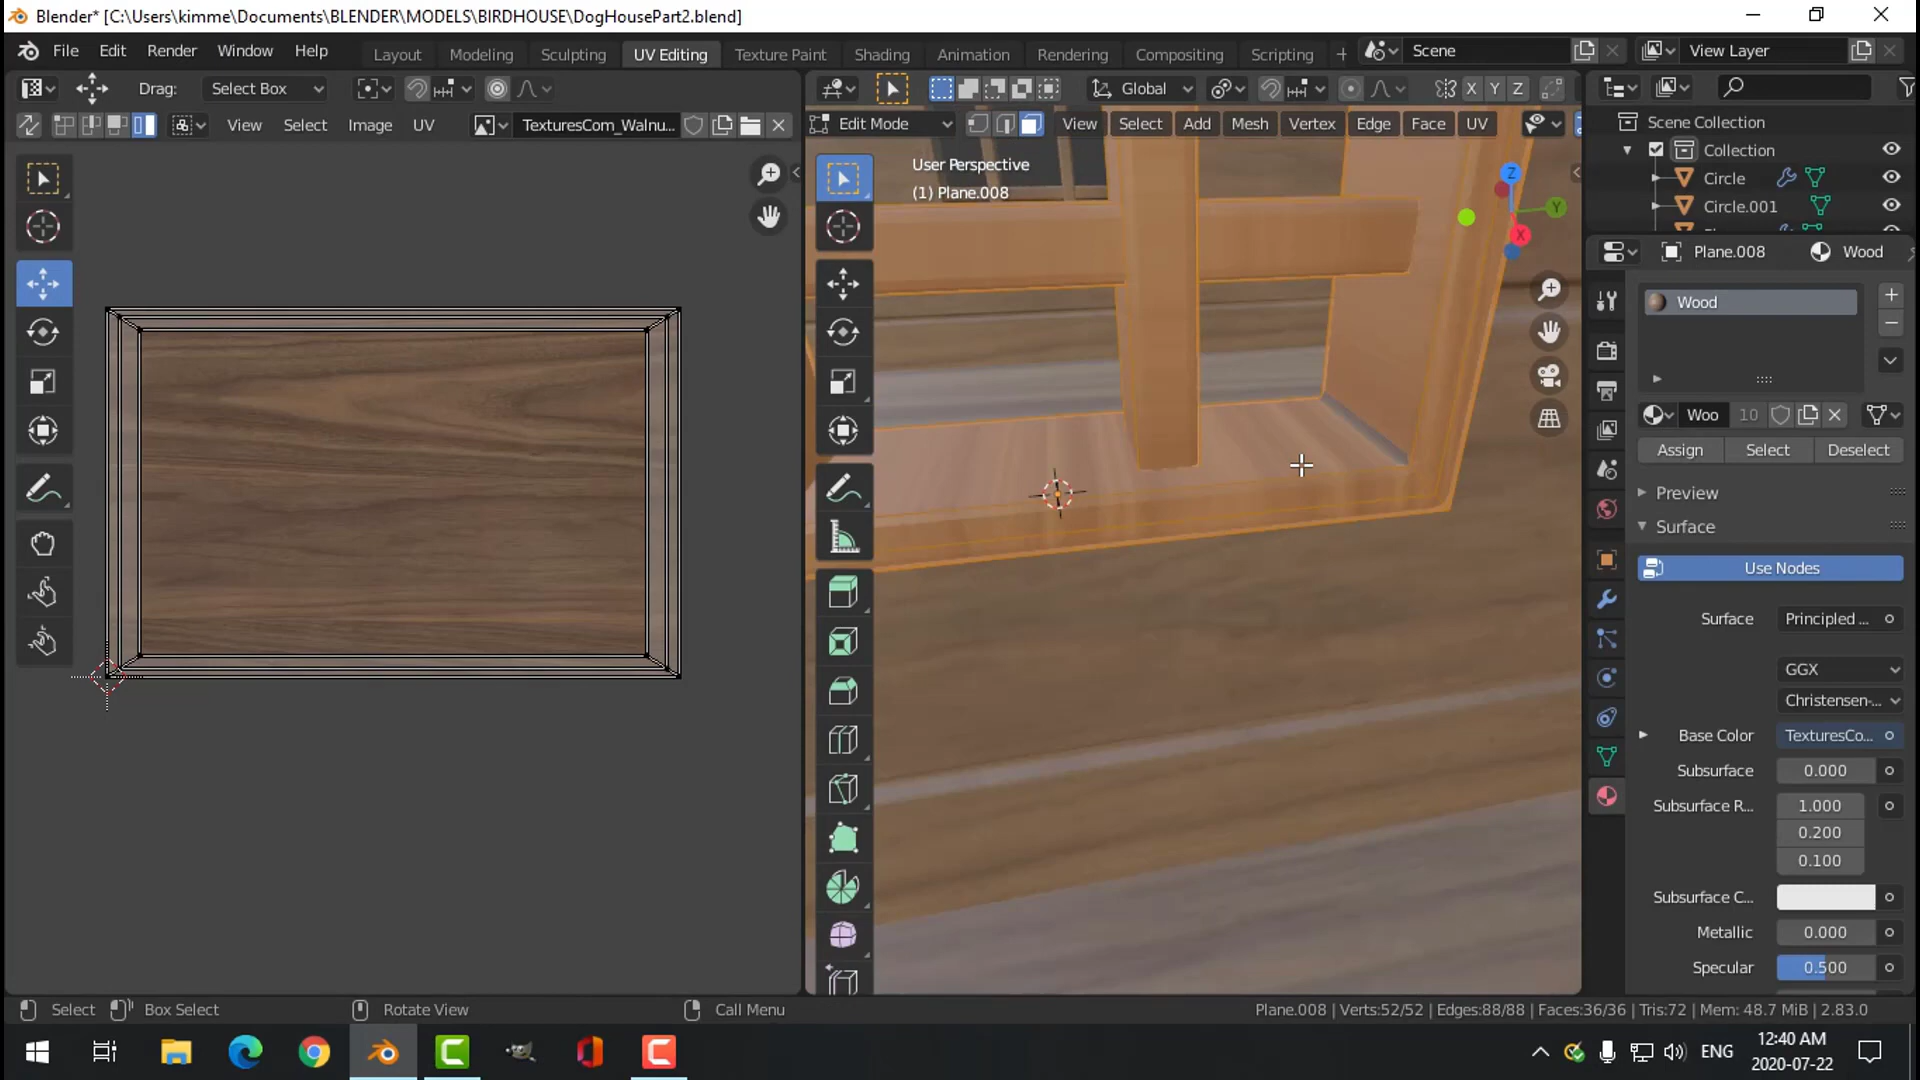 Blender* [C:\Users\kimme\Documents\BLENDER\MODELS\BIRDHOUSE\DogHousePart2.blend]
File Edit Render Window Help Layout Modeling Sculpting UV Editing Texture Paint Shading Animation Rendering Compositing Scripting + Scene View Layer
Drag: Select Box Global X Y Z
View Select Image UV TexturesCom_Walnu... Edit Mode View Select Add Mesh Vertex Edge Face UV
Scene Collection
Collection
Circle
Circle.001
User Perspective
(1) Plane.008
Z
Y
X
Plane.008 Wood
Wood
Woo 10
Assign Select Deselect
Preview
Surface
Use Nodes
Surface Principled ...
GGX
Christensen-...
Base Color TexturesCo...
Subsurface 0.000
Subsurface R... 1.000
0.200
0.100
Subsurface C...
Metallic 0.000
Specular 0.500
Select Box Select Rotate View Call Menu Plane.008 | Verts:52/52 | Edges:88/88 | Faces:36/36 | Tris:72 | Mem: 48.7 MiB | 2.83.0
ENG 12:40 AM
2020-07-22